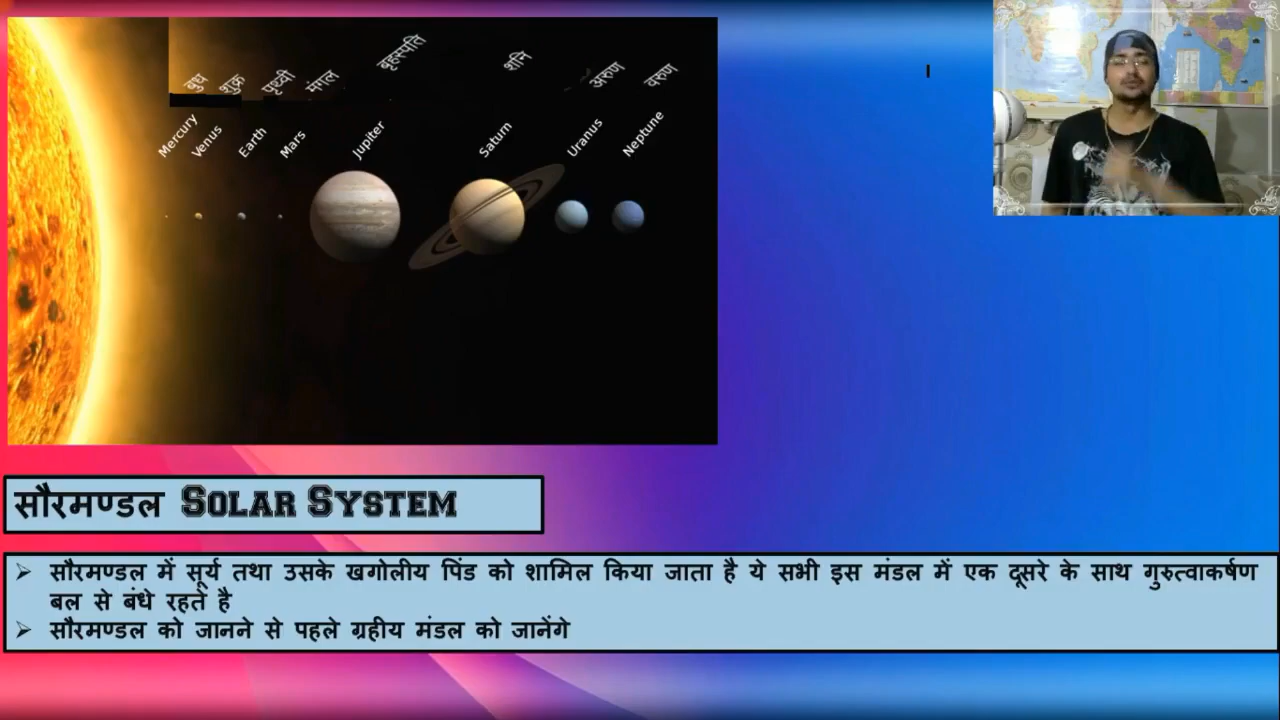 बुध शुक्र पृथ्वी मंगल बृहस्पति शनि अरुण वरुण
Mercury Venus Earth Mars Jupiter Saturn Uranus Neptune
सौरमण्डल SOLAR SYSTEM
➢ सौरमण्डल में सूर्य तथा उसके खगोलीय पिंड को शामिल किया जाता है ये सभी इस मंडल में एक दूसरे के साथ गुरुत्वाकर्षण
बल से बंधे रहते है
➢ सौरमण्डल को जानने से पहले ग्रहीय मंडल को जानेंगे